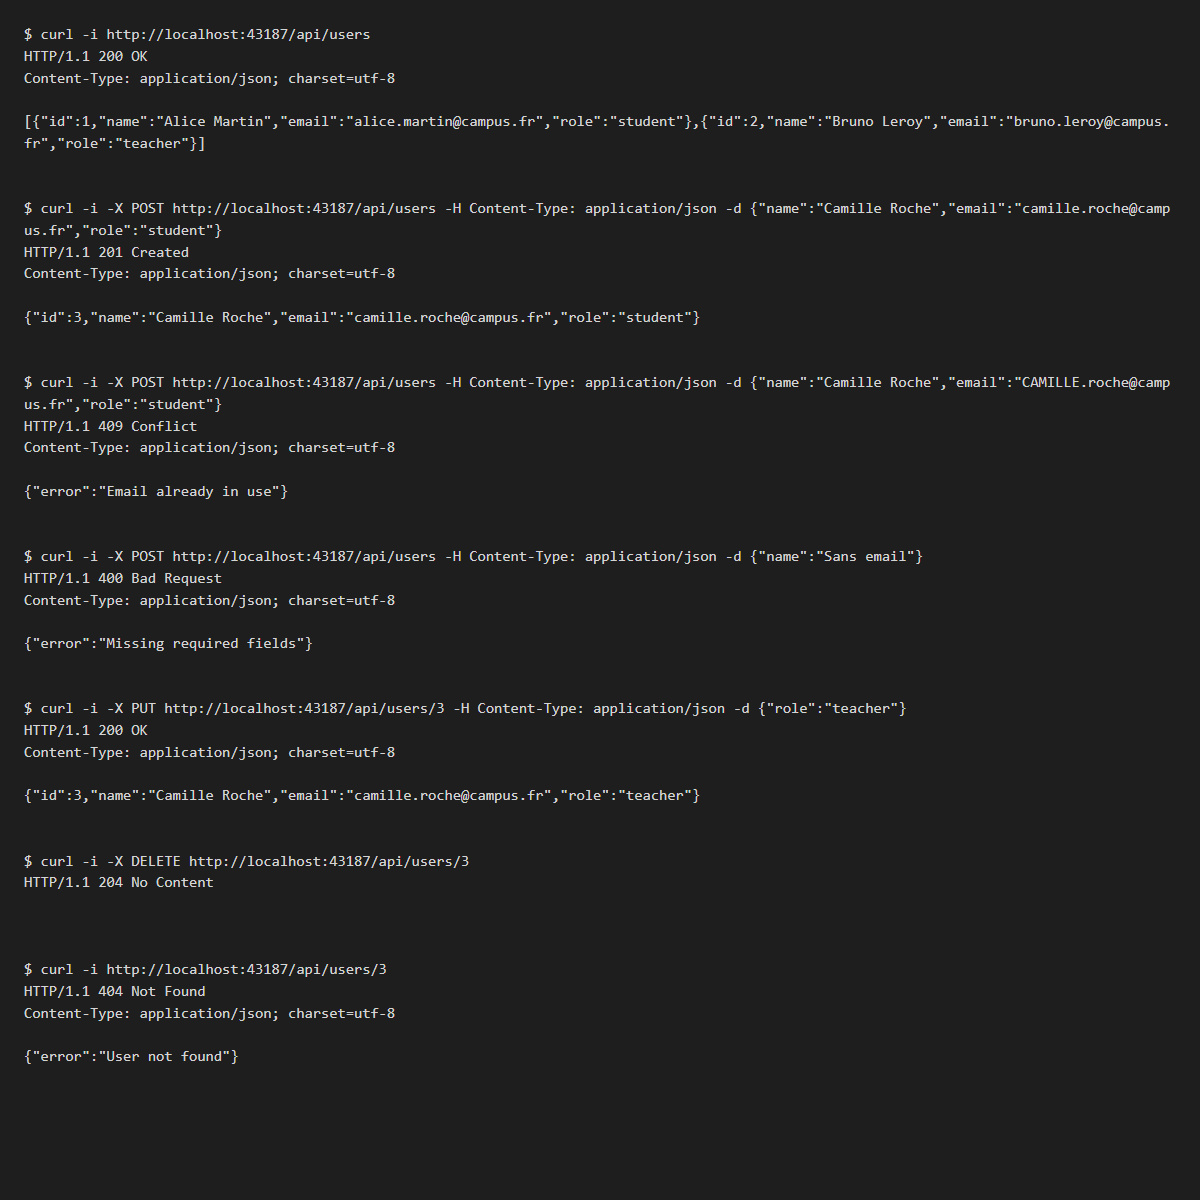 $ curl -i http://localhost:43187/api/users
HTTP/1.1 200 OK
Content-Type: application/json; charset=utf-8
[{"id":1,"name":"Alice Martin","email":"alice.martin@campus.fr","role":"student"},{"id":2,"name":"Bruno Leroy","email":"bruno.leroy@campus.
fr","role":"teacher"}]
$ curl -i -X POST http://localhost:43187/api/users -H Content-Type: application/json -d {"name":"Camille Roche","email":"camille.roche@camp
us.fr","role":"student"}
HTTP/1.1 201 Created
Content-Type: application/json; charset=utf-8
{"id":3,"name":"Camille Roche","email":"camille.roche@campus.fr","role":"student"}
$ curl -i -X POST http://localhost:43187/api/users -H Content-Type: application/json -d {"name":"Camille Roche","email":"CAMILLE.roche@camp
us.fr","role":"student"}
HTTP/1.1 409 Conflict
Content-Type: application/json; charset=utf-8
{"error":"Email already in use"}
$ curl -i -X POST http://localhost:43187/api/users -H Content-Type: application/json -d {"name":"Sans email"}
HTTP/1.1 400 Bad Request
Content-Type: application/json; charset=utf-8
{"error":"Missing required fields"}
$ curl -i -X PUT http://localhost:43187/api/users/3 -H Content-Type: application/json -d {"role":"teacher"}
HTTP/1.1 200 OK
Content-Type: application/json; charset=utf-8
{"id":3,"name":"Camille Roche","email":"camille.roche@campus.fr","role":"teacher"}
$ curl -i -X DELETE http://localhost:43187/api/users/3
HTTP/1.1 204 No Content
$ curl -i http://localhost:43187/api/users/3
HTTP/1.1 404 Not Found
Content-Type: application/json; charset=utf-8
{"error":"User not found"}